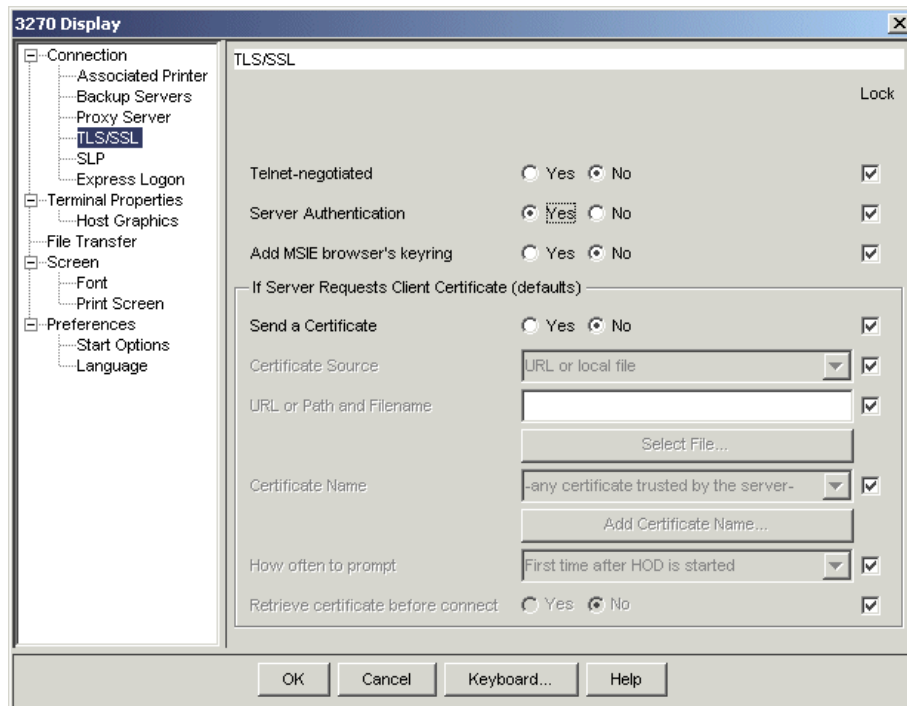 3270 Display
Connection
Associated Printer
Backup Servers
Proxy Server
TLS/SSL
SLP
Express Logon
Terminal Properties
Host Graphics
File Transfer
Screen
Font
Print Screen
Preferences
Start Options
Language
TLS/SSL
Lock
Telnet-negotiated Yes No
Server Authentication Yes No
Add MSIE browser's keyring Yes No
If Server Requests Client Certificate (defaults)
Send a Certificate Yes No
Certificate Source URL or local file
URL or Path and Filename
Select File...
Certificate Name -any certificate trusted by the server-
Add Certificate Name...
How often to prompt First time after HOD is started
Retrieve certificate before connect Yes No
OK Cancel Keyboard... Help